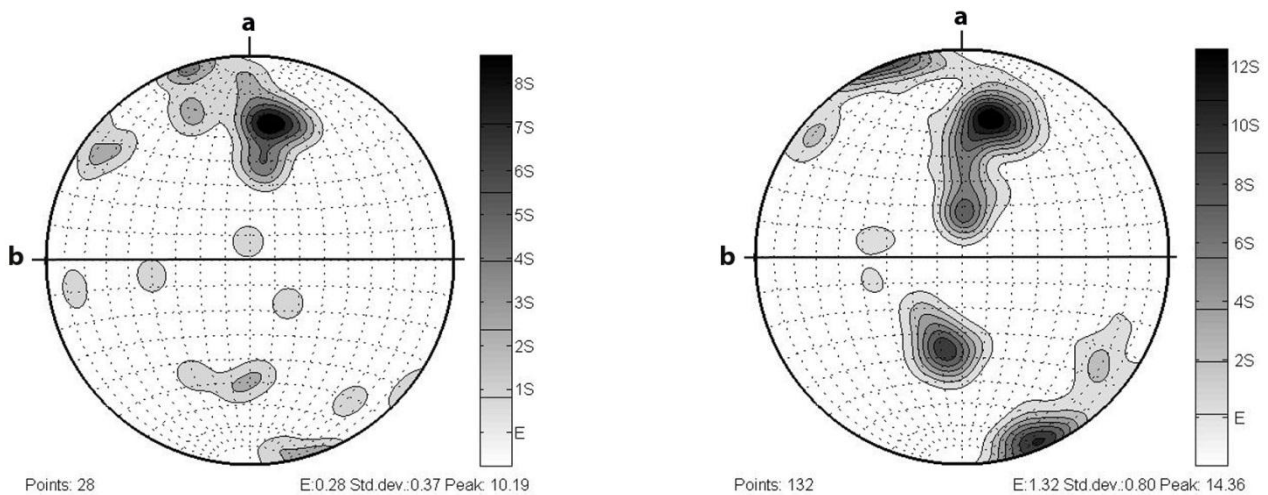 a
b
8S
7S
6S
5S
4S
3S
2S
1S
E
Points: 28
E:0.28 Std.dev.:0.37 Peak: 10.19
a
b
12S
10S
8S
6S
4S
2S
E
Points: 132
E:1.32 Std.dev.:0.80 Peak: 14.36